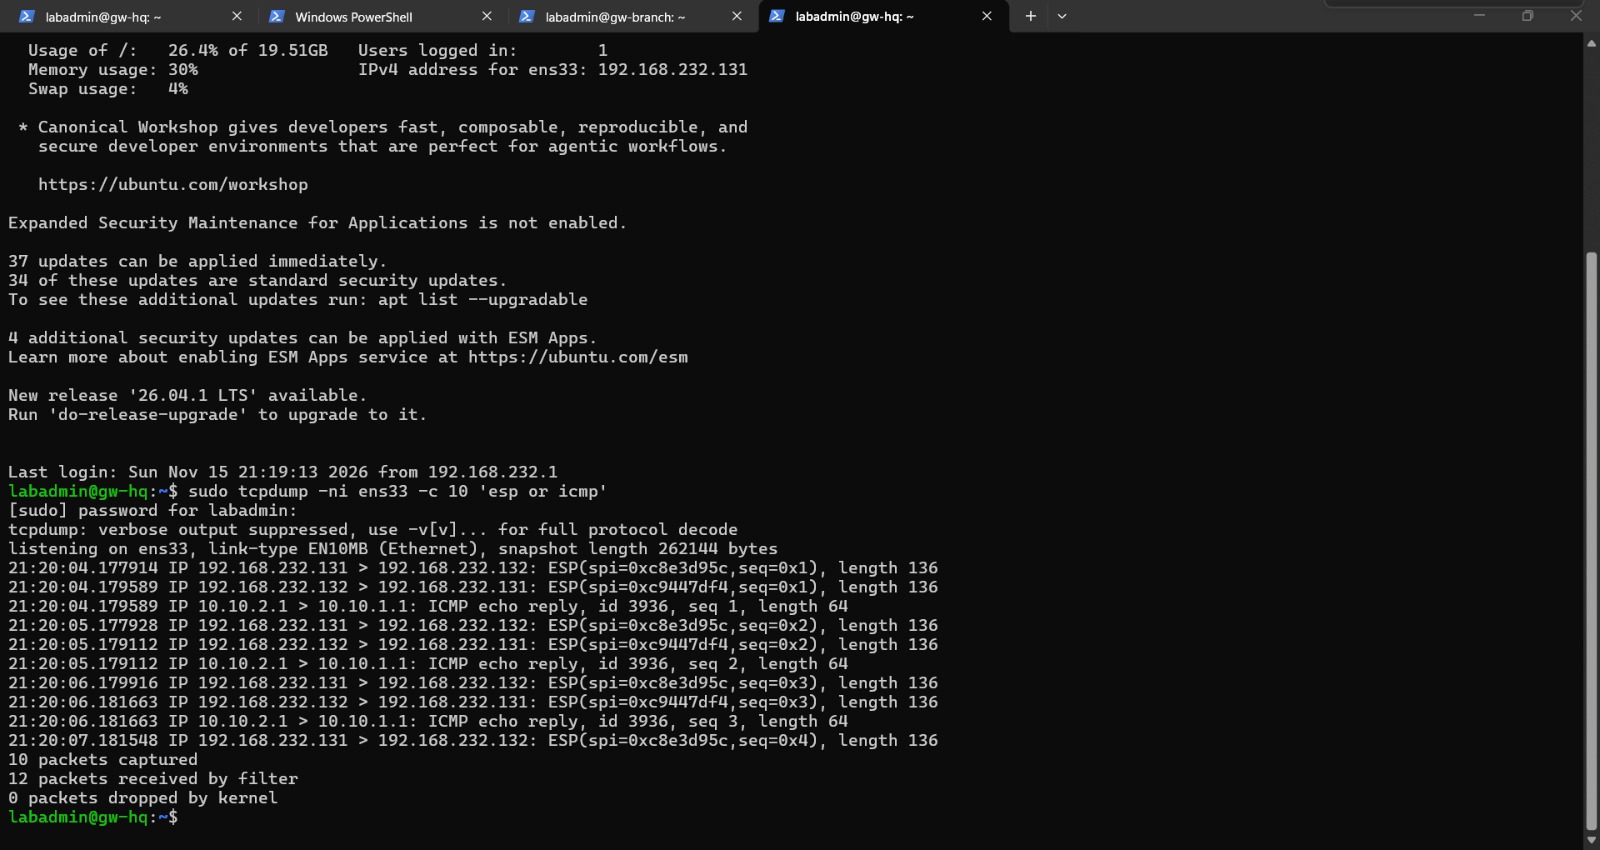 labadmin@gw-hq: ~
Windows PowerShell
labadmin@gw-branch: ~
labadmin@gw-hq: ~
Usage of /:   26.4% of 19.51GB   Users logged in:        1
Memory usage: 30%                IPv4 address for ens33: 192.168.232.131
Swap usage:   4%
* Canonical Workshop gives developers fast, composable, reproducible, and
secure developer environments that are perfect for agentic workflows.
https://ubuntu.com/workshop
Expanded Security Maintenance for Applications is not enabled.
37 updates can be applied immediately.
34 of these updates are standard security updates.
To see these additional updates run: apt list --upgradable
4 additional security updates can be applied with ESM Apps.
Learn more about enabling ESM Apps service at https://ubuntu.com/esm
New release '26.04.1 LTS' available.
Run 'do-release-upgrade' to upgrade to it.
Last login: Sun Nov 15 21:19:13 2026 from 192.168.232.1
labadmin@gw-hq:~$ sudo tcpdump -ni ens33 -c 10 'esp or icmp'
[sudo] password for labadmin:
tcpdump: verbose output suppressed, use -v[v]... for full protocol decode
listening on ens33, link-type EN10MB (Ethernet), snapshot length 262144 bytes
21:20:04.177914 IP 192.168.232.131 > 192.168.232.132: ESP(spi=0xc8e3d95c,seq=0x1), length 136
21:20:04.179589 IP 192.168.232.132 > 192.168.232.131: ESP(spi=0xc9447df4,seq=0x1), length 136
21:20:04.179589 IP 10.10.2.1 > 10.10.1.1: ICMP echo reply, id 3936, seq 1, length 64
21:20:05.177928 IP 192.168.232.131 > 192.168.232.132: ESP(spi=0xc8e3d95c,seq=0x2), length 136
21:20:05.179112 IP 192.168.232.132 > 192.168.232.131: ESP(spi=0xc9447df4,seq=0x2), length 136
21:20:05.179112 IP 10.10.2.1 > 10.10.1.1: ICMP echo reply, id 3936, seq 2, length 64
21:20:06.179916 IP 192.168.232.131 > 192.168.232.132: ESP(spi=0xc8e3d95c,seq=0x3), length 136
21:20:06.181663 IP 192.168.232.132 > 192.168.232.131: ESP(spi=0xc9447df4,seq=0x3), length 136
21:20:06.181663 IP 10.10.2.1 > 10.10.1.1: ICMP echo reply, id 3936, seq 3, length 64
21:20:07.181548 IP 192.168.232.131 > 192.168.232.132: ESP(spi=0xc8e3d95c,seq=0x4), length 136
10 packets captured
12 packets received by filter
0 packets dropped by kernel
labadmin@gw-hq:~$